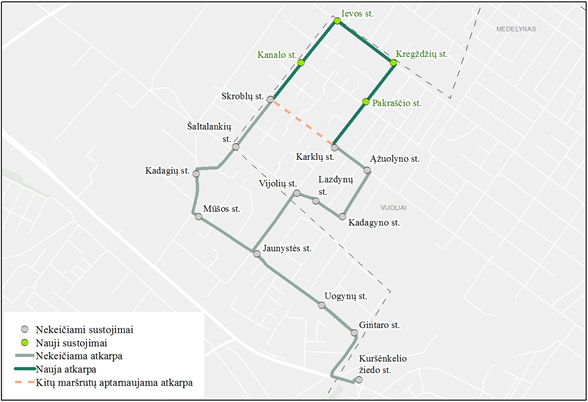 Ievos st.
MEDELYNAS
Kanalo st.
Kregždžių st.
Skroblų st.
Pakraščio st.
Šaltalankių
st.
Karklų st.
Ąžuolyno st.
Kadagių st.
Lazdynų
st.
Vijolių st.
Mūšos st.
VIJOLIAI
Kadagyno st.
Jaunystės st.
Uogynų st.
Gintaro st.
Kuršėnkelio
žiedo st.
Nekeičiami sustojimai
Nauji sustojimai
Nekeičiama atkarpa
Nauja atkarpa
Kitų maršrutų aptarnaujama atkarpa